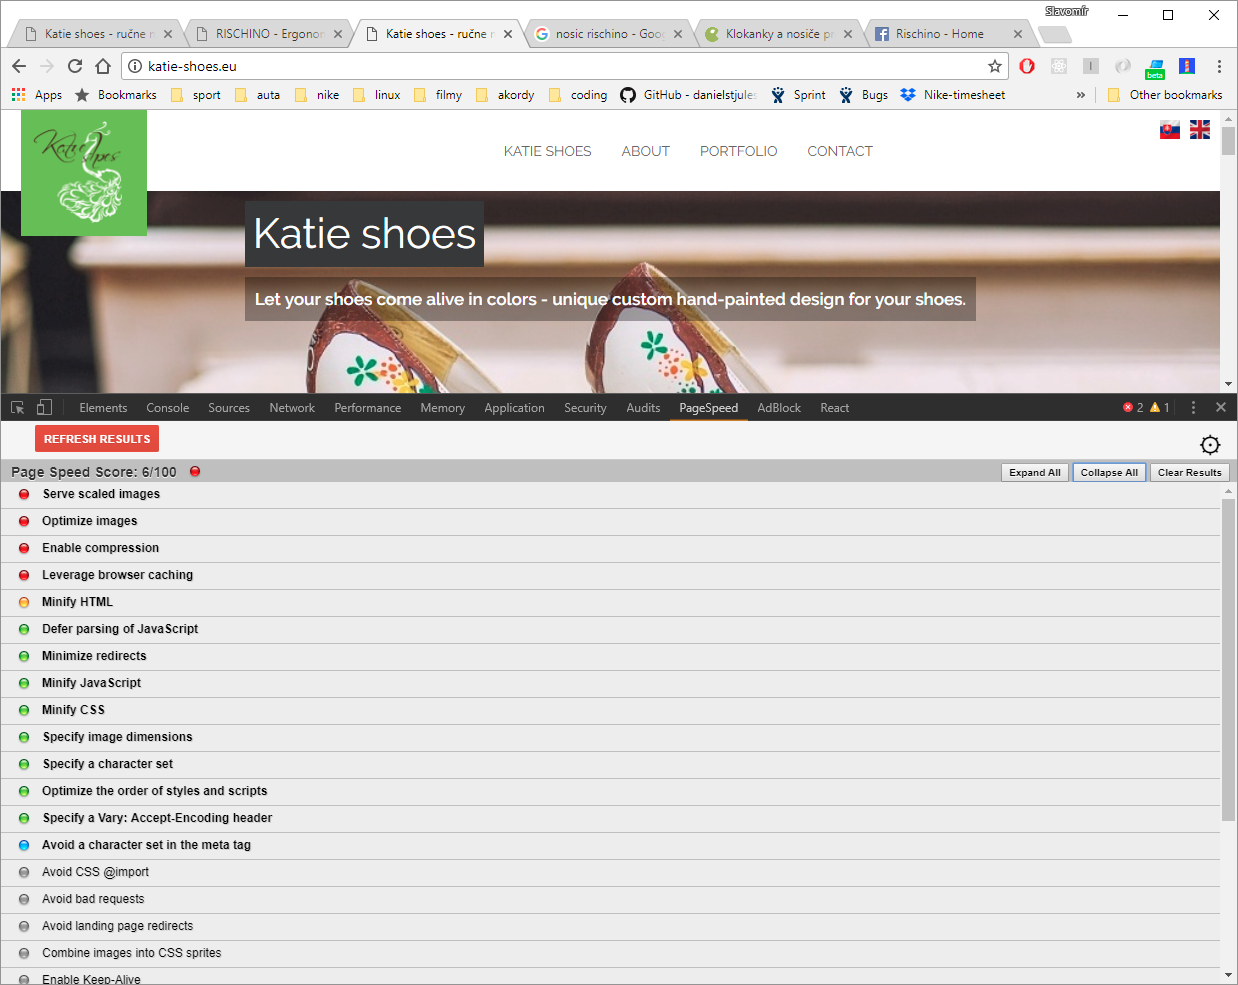 Slavomír
Katie shoes - ručne n
RISCHINO - Ergonon
Katie shoes - ručne n
nosic rischino - Goog
Klokanky a nosiče pr
Rischino - Home
katie-shoes.eu
beta
Apps
Bookmarks
sport
auta
nike
linux
filmy
akordy
coding
GitHub - danielstjules
Sprint
Bugs
Nike-timesheet
»
Other bookmarks
Katie Shoes
KATIE SHOES
ABOUT
PORTFOLIO
CONTACT
Katie shoes
Let your shoes come alive in colors - unique custom hand-painted design for your shoes.
Elements Console Sources Network Performance Memory Application Security Audits PageSpeed AdBlock React 2 1
REFRESH RESULTS
Page Speed Score: 6/100
Expand All Collapse All Clear Results
Serve scaled images
Optimize images
Enable compression
Leverage browser caching
Minify HTML
Defer parsing of JavaScript
Minimize redirects
Minify JavaScript
Minify CSS
Specify image dimensions
Specify a character set
Optimize the order of styles and scripts
Specify a Vary: Accept-Encoding header
Avoid a character set in the meta tag
Avoid CSS @import
Avoid bad requests
Avoid landing page redirects
Combine images into CSS sprites
Enable Keep-Alive